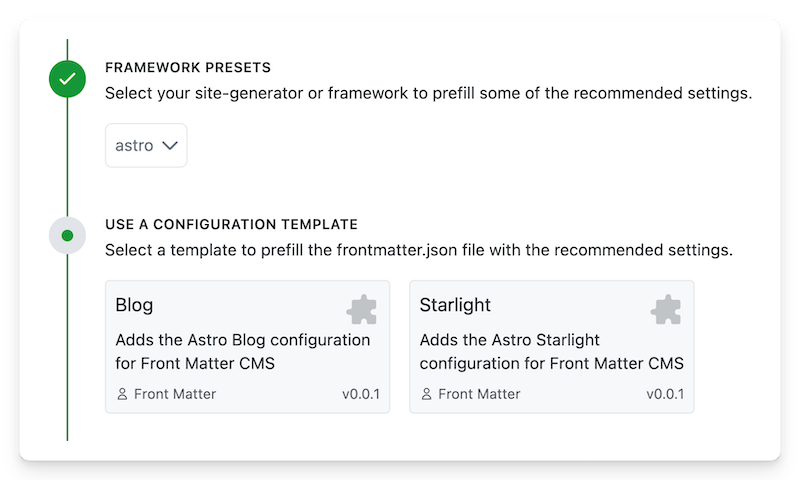 FRAMEWORK PRESETS
Select your site-generator or framework to prefill some of the recommended settings.
astro
USE A CONFIGURATION TEMPLATE
Select a template to prefill the frontmatter.json file with the recommended settings.
Blog
Adds the Astro Blog configuration
for Front Matter CMS
Front Matter
v0.0.1
Starlight
Adds the Astro Starlight
configuration for Front Matter CMS
Front Matter
v0.0.1